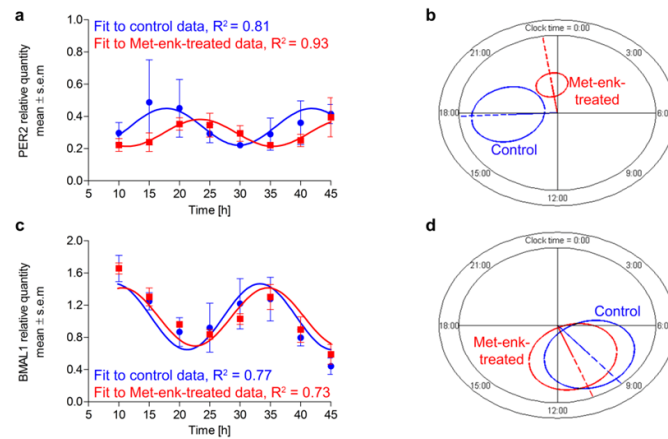 a
Fit to control data, R² = 0.81
Fit to Met-enk-treated data, R² = 0.93
PER2 relative quantity
mean ± s.e.m
1.0
0.8
0.6
0.4
0.2
0.0
5 10 15 20 25 30 35 40 45
Time [h]
b
Clock time = 0:00
21:00
3:00
18:00
6:00
15:00
9:00
12:00
Met-enk-
treated
Control
c
BMAL1 relative quantity
mean ± s.e.m
2.0
1.6
1.2
0.8
0.4
0.0
Fit to control data, R² = 0.77
Fit to Met-enk-treated data, R² = 0.73
5 10 15 20 25 30 35 40 45
Time [h]
d
Clock time = 0:00
21:00
3:00
18:00
6:00
15:00
9:00
12:00
Control
Met-enk-
treated